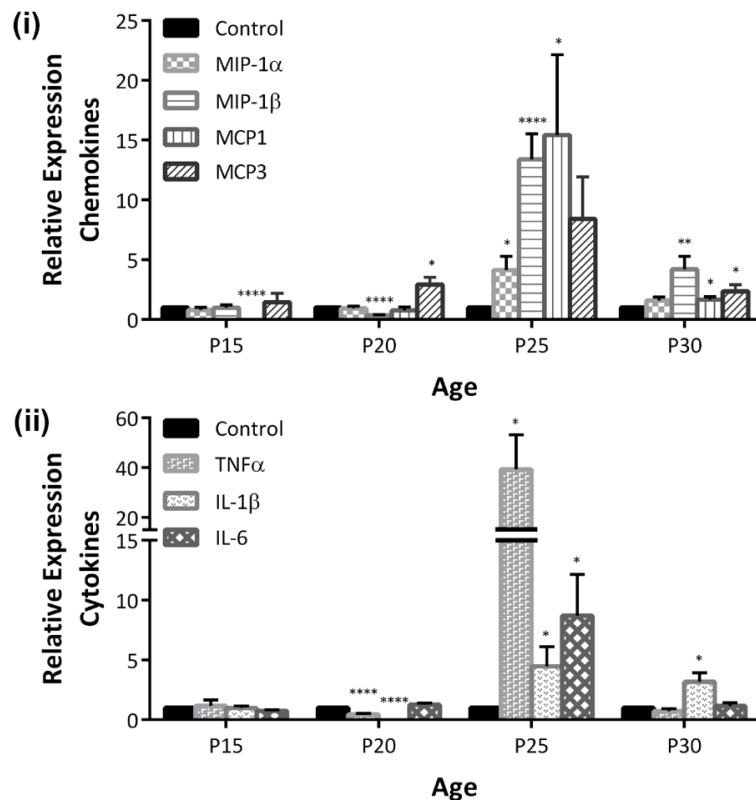 (i)
Control
MIP-1α
MIP-1β
MCP1
MCP3
Relative Expression
Chemokines
25
20
15
10
5
0
****
****
*
*
****
*
**
*
*
P15
P20
P25
P30
Age
(ii)
Control
TNFα
IL-1β
IL-6
Relative Expression
Cytokines
60
40
20
15
10
5
0
****
****
*
*
*
*
P15
P20
P25
P30
Age